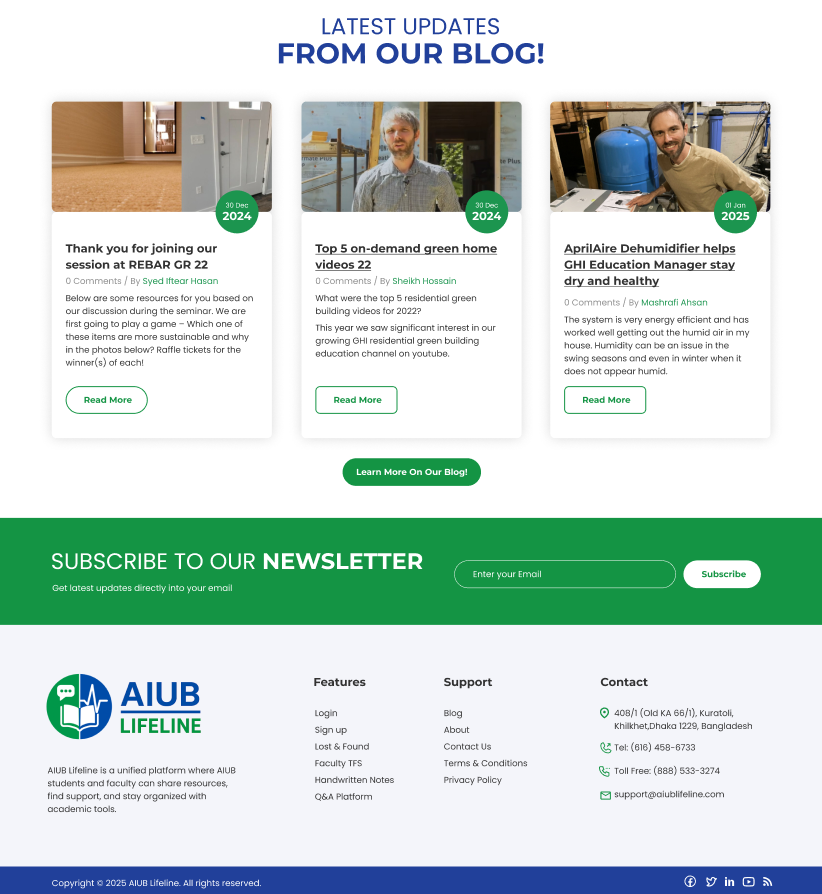 LATEST UPDATES
FROM OUR BLOG!
30 Dec
2024
Thank you for joining our
session at REBAR GR 22
0 Comments / By Syed Iftear Hasan
Below are some resources for you based on
our discussion during the seminar. We are
first going to play a game – Which one of
these items are more sustainable and why
in the photos below? Raffle tickets for the
winner(s) of each!
Read More
30 Dec
2024
Top 5 on-demand green home
videos 22
0 Comments / By Sheikh Hossain
What were the top 5 residential green
building videos for 2022?
This year we saw significant interest in our
growing GHI residential green building
education channel on youtube.
Read More
01 Jan
2025
AprilAire Dehumidifier helps
GHI Education Manager stay
dry and healthy
0 Comments / By Mashrafi Ahsan
The system is very energy efficient and has
worked well getting out the humid air in my
house. Humidity can be an issue in the
swing seasons and even in winter when it
does not appear humid.
Read More
Learn More On Our Blog!
SUBSCRIBE TO OUR NEWSLETTER
Get latest updates directly into your email
Enter your Email
Subscribe
AIUB
LIFELINE
AIUB Lifeline is a unified platform where AIUB
students and faculty can share resources,
find support, and stay organized with
academic tools.
Features
Login
Sign up
Lost & Found
Faculty TFS
Handwritten Notes
Q&A Platform
Support
Blog
About
Contact Us
Terms & Conditions
Privacy Policy
Contact
408/1 (Old KA 66/1), Kuratoli,
Khilkhet,Dhaka 1229, Bangladesh
Tel: (616) 458-6733
Toll Free: (888) 533-3274
support@aiublifeline.com
Copyright © 2025 AIUB Lifeline. All rights reserved.